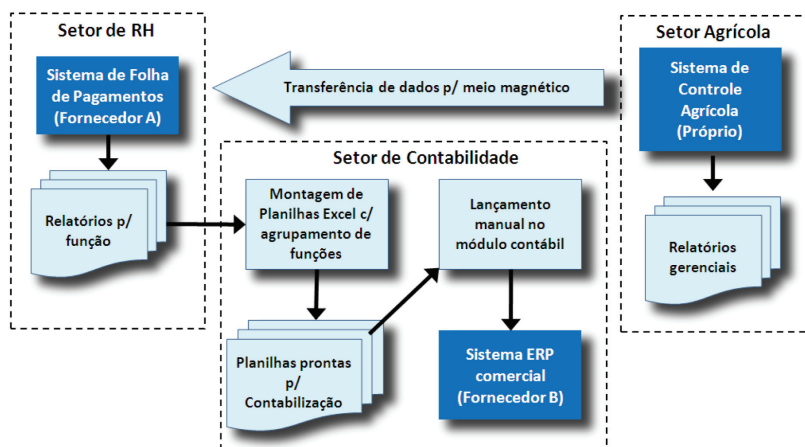 Setor de RH
Sistema de Folha
de Pagamentos
(Fornecedor A)
Relatórios p/
função
Transferência de dados p/ meio magnético
Setor Agrícola
Sistema de
Controle
Agrícola
(Próprio)
Relatórios
gerenciais
Setor de Contabilidade
Montagem de
Planilhas Excel c/
agrupamento de
funções
Lançamento
manual no
módulo contábil
Planilhas prontas
p/
Contabilização
Sistema ERP
comercial
(Fornecedor B)